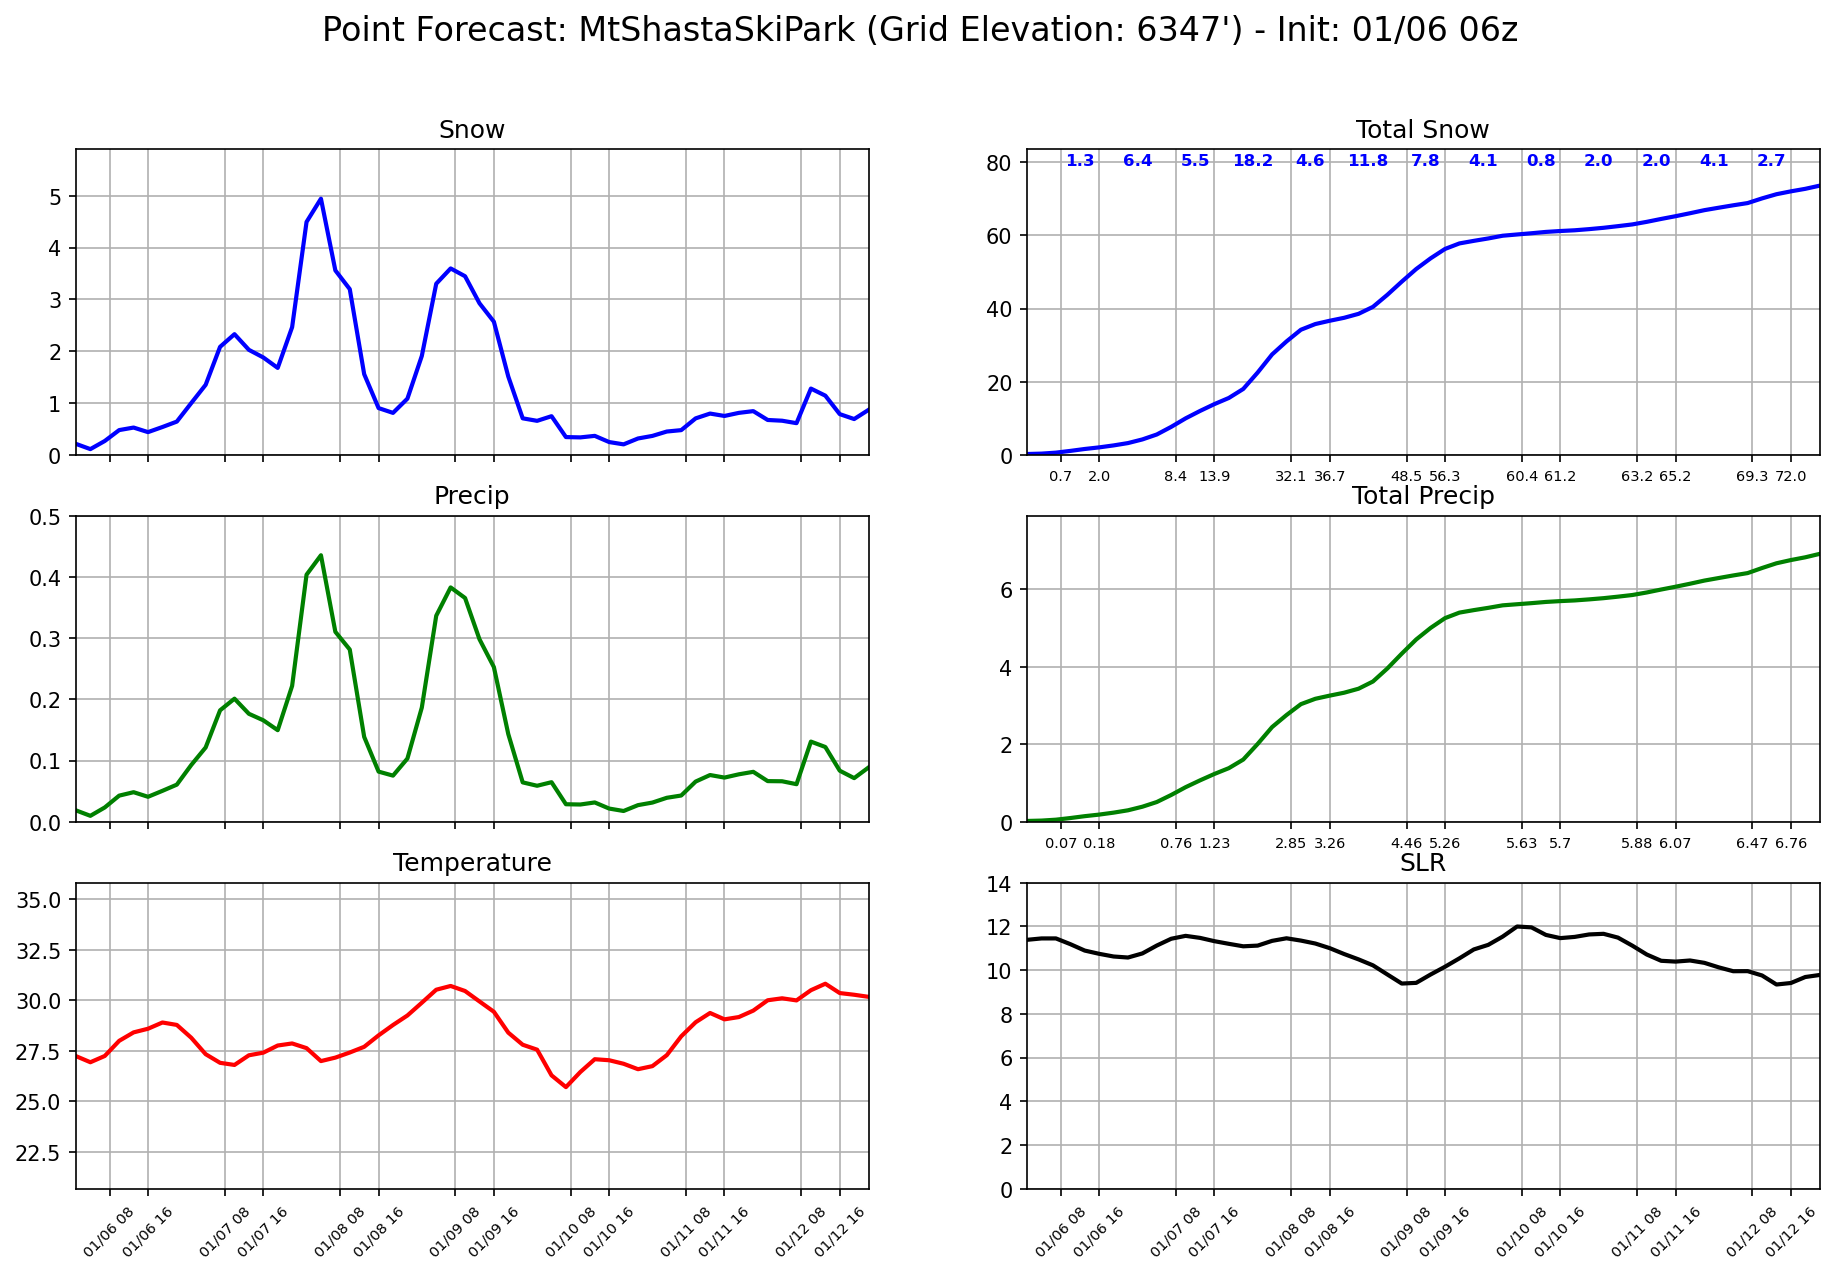 Point Forecast: MtShastaSkiPark (Grid Elevation: 6347') - Init: 01/06 06z
Snow
5
4
3
2
1
0
Total Snow
1.3 6.4 5.5 18.2 4.6 11.8 7.8 4.1 0.8 2.0 2.0 4.1 2.7
80
60
40
20
0
0.7 2.0 8.4 13.9 32.1 36.7 48.5 56.3 60.4 61.2 63.2 65.2 69.3 72.0
Precip
0.5
0.4
0.3
0.2
0.1
0.0
Total Precip
6
4
2
0
0.07 0.18 0.76 1.23 2.85 3.26 4.46 5.26 5.63 5.7 5.88 6.07 6.47 6.76
Temperature
35.0
32.5
30.0
27.5
25.0
22.5
01/06 08 01/06 16 01/07 08 01/07 16 01/08 08 01/08 16 01/09 08 01/09 16 01/10 08 01/10 16 01/11 08 01/11 16 01/12 08 01/12 16
SLR
14
12
10
8
6
4
2
0
01/06 08 01/06 16 01/07 08 01/07 16 01/08 08 01/08 16 01/09 08 01/09 16 01/10 08 01/10 16 01/11 08 01/11 16 01/12 08 01/12 16